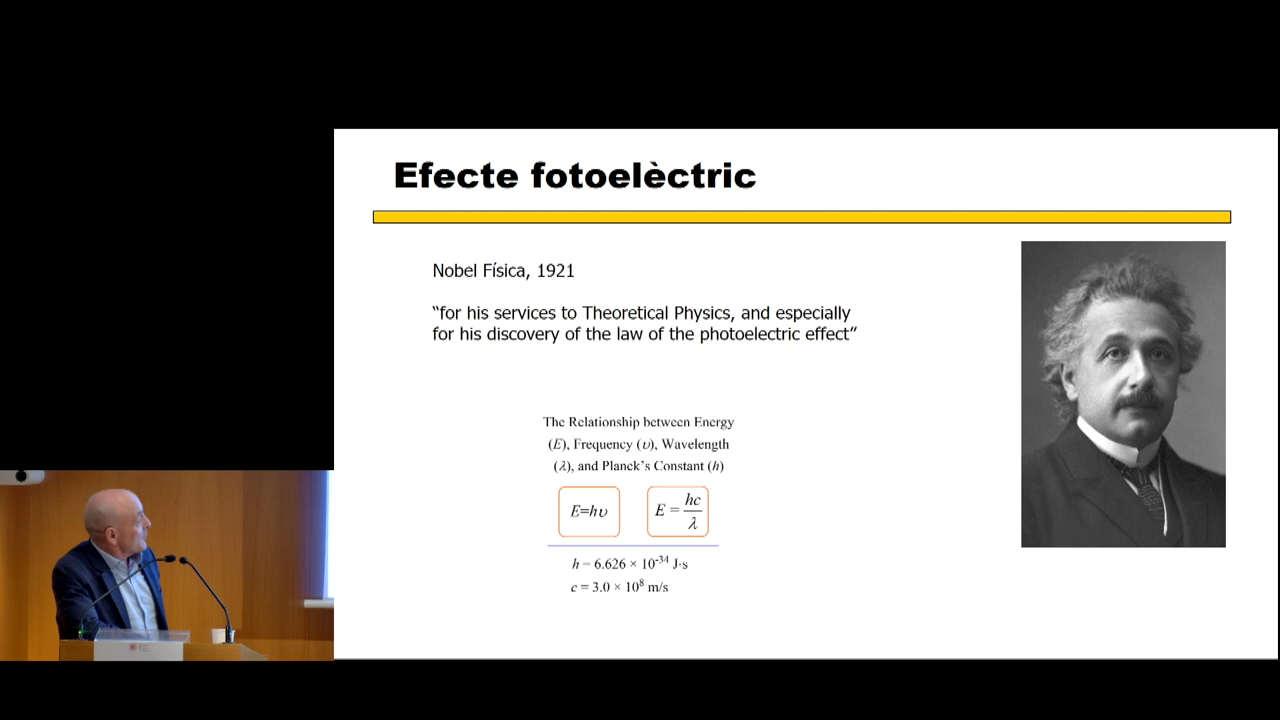 Efecte fotoelèctric
Nobel Física, 1921
“for his services to Theoretical Physics, and especially
for his discovery of the law of the photoelectric effect”
The Relationship between Energy
(E), Frequency (υ), Wavelength
(λ), and Planck’s Constant (h)
E=hυ
E = hc/λ
h = 6.626 × 10⁻³⁴ J·s
c = 3.0 × 10⁸ m/s